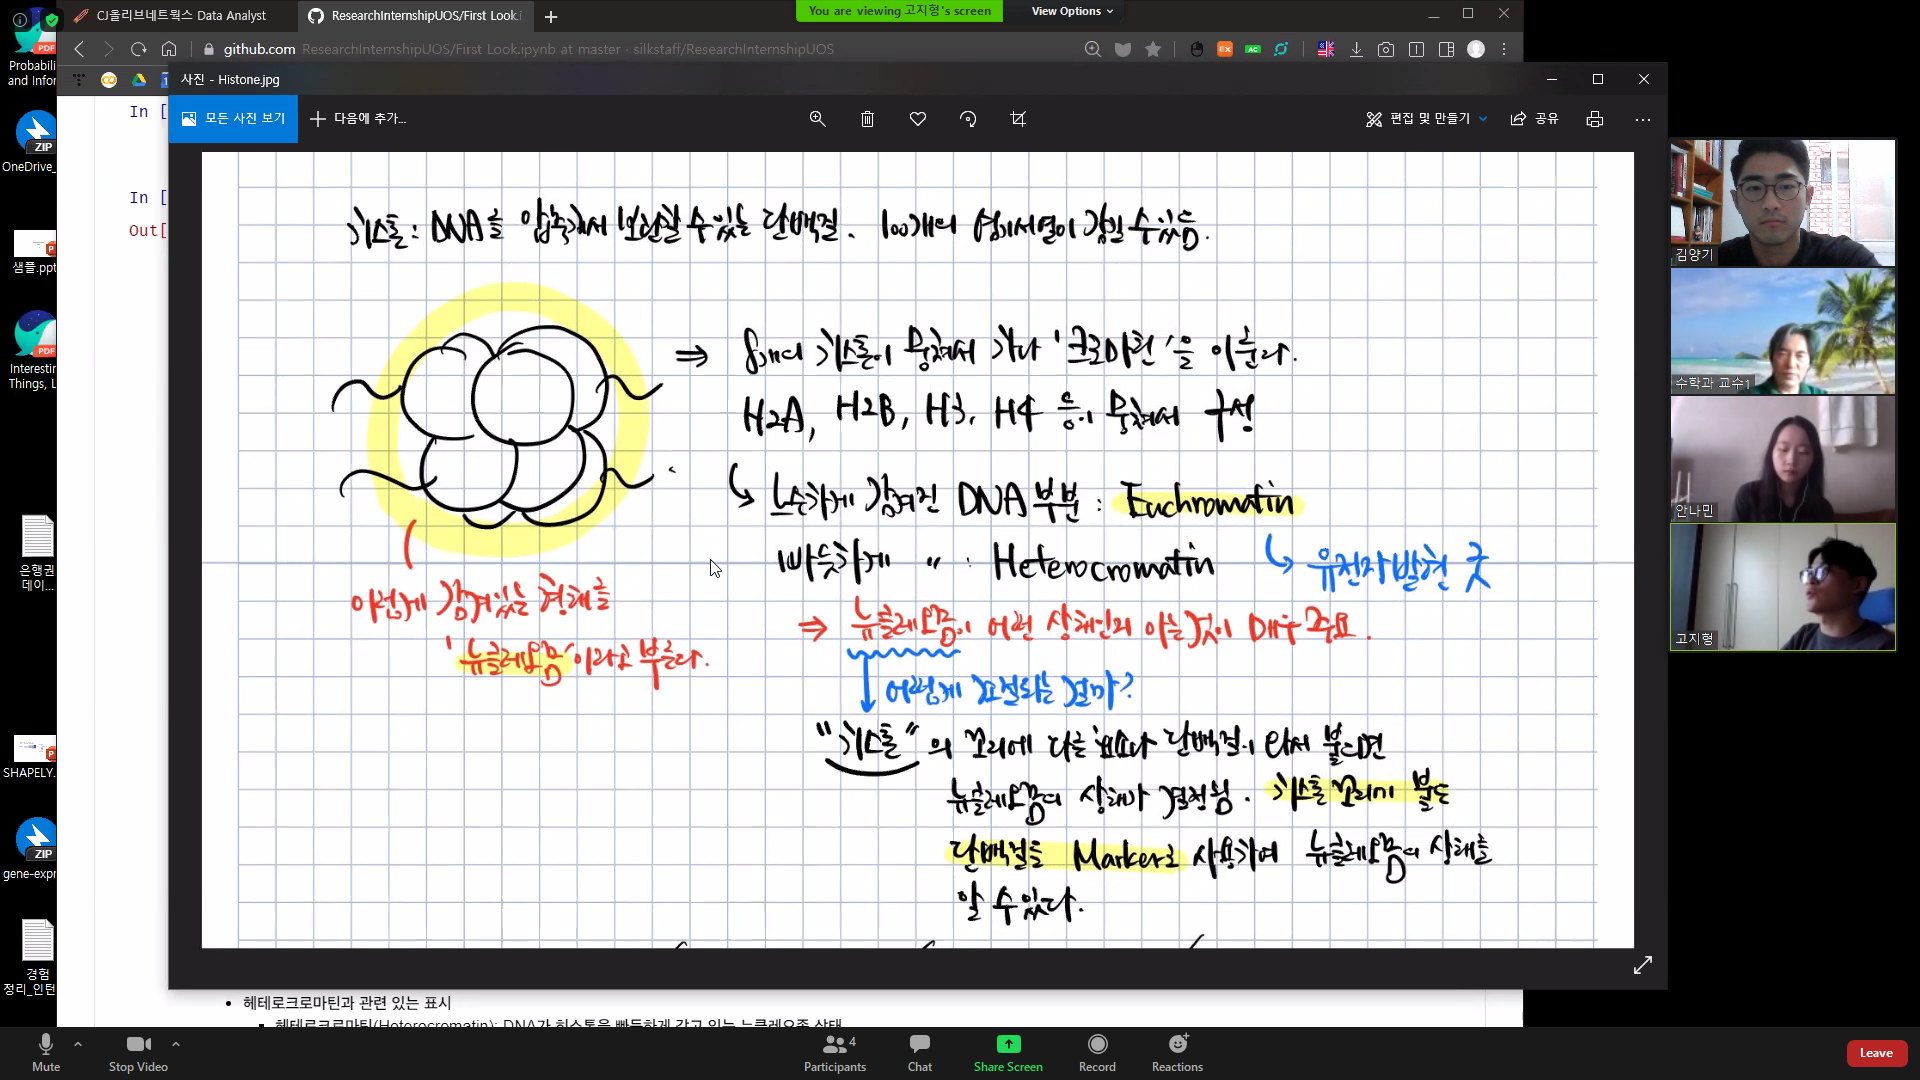 CJ올리브네트웍스 Data Analyst
ResearchInternshipUOS/First Look.i
You are viewing 고지형's screen
View Options
github.com ResearchInternshipUOS/First Look.ipynb at master · silkstaff/ResearchInternshipUOS
사진 - Histone.jpg
모든 사진 보기
다음에 추가...
편집 및 만들기
공유
In [
In [
Out[
Probabili
and Infor
ZIP
OneDrive_
샘플.ppt
PDF
Interestin
Things, L
은행권
데이...
SHAPELY.
ZIP
gene-expr
경험
정리_인턴
히스톤: DNA를 압축해서 보관할 수 있는 단백질. 100개의 염기서열이 감길 수 있음.
⇒ 8개의 히스톤이 뭉쳐서 하나 '크로마틴'을 이룬다.
H2A, H2B, H3, H4 등이 뭉쳐서 구성
느슨하게 감겨진 DNA 부분 : Euchromatin
빠듯하게 〃 : Heterocromatin
유전자 발현 굿
이렇게 감겨있는 형태를
'뉴클레오좀'이라고 부른다.
⇒ 뉴클레오좀이 어떤 상태인지 아는 것이 매우 중요.
어떻게 조절되는 걸까?
"히스톤"의 꼬리에 다른 요소나 단백질이 와서 붙으면
뉴클레오좀의 상태가 결정됨. 히스톤 꼬리에 붙는
단백질을 Marker로 사용하여 뉴클레오좀의 상태를
알 수 있다.
김양기
수학과 교수1
안나민
고지형
• 헤테로크로마틴과 관련 있는 표시
헤테로크로마틴(Heterocromatin): DNA가 히스톤을 빠듯하게 감고 있는 뉴클레오좀 상태
Mute
Stop Video
Participants
4
Chat
Share Screen
Record
Reactions
Leave